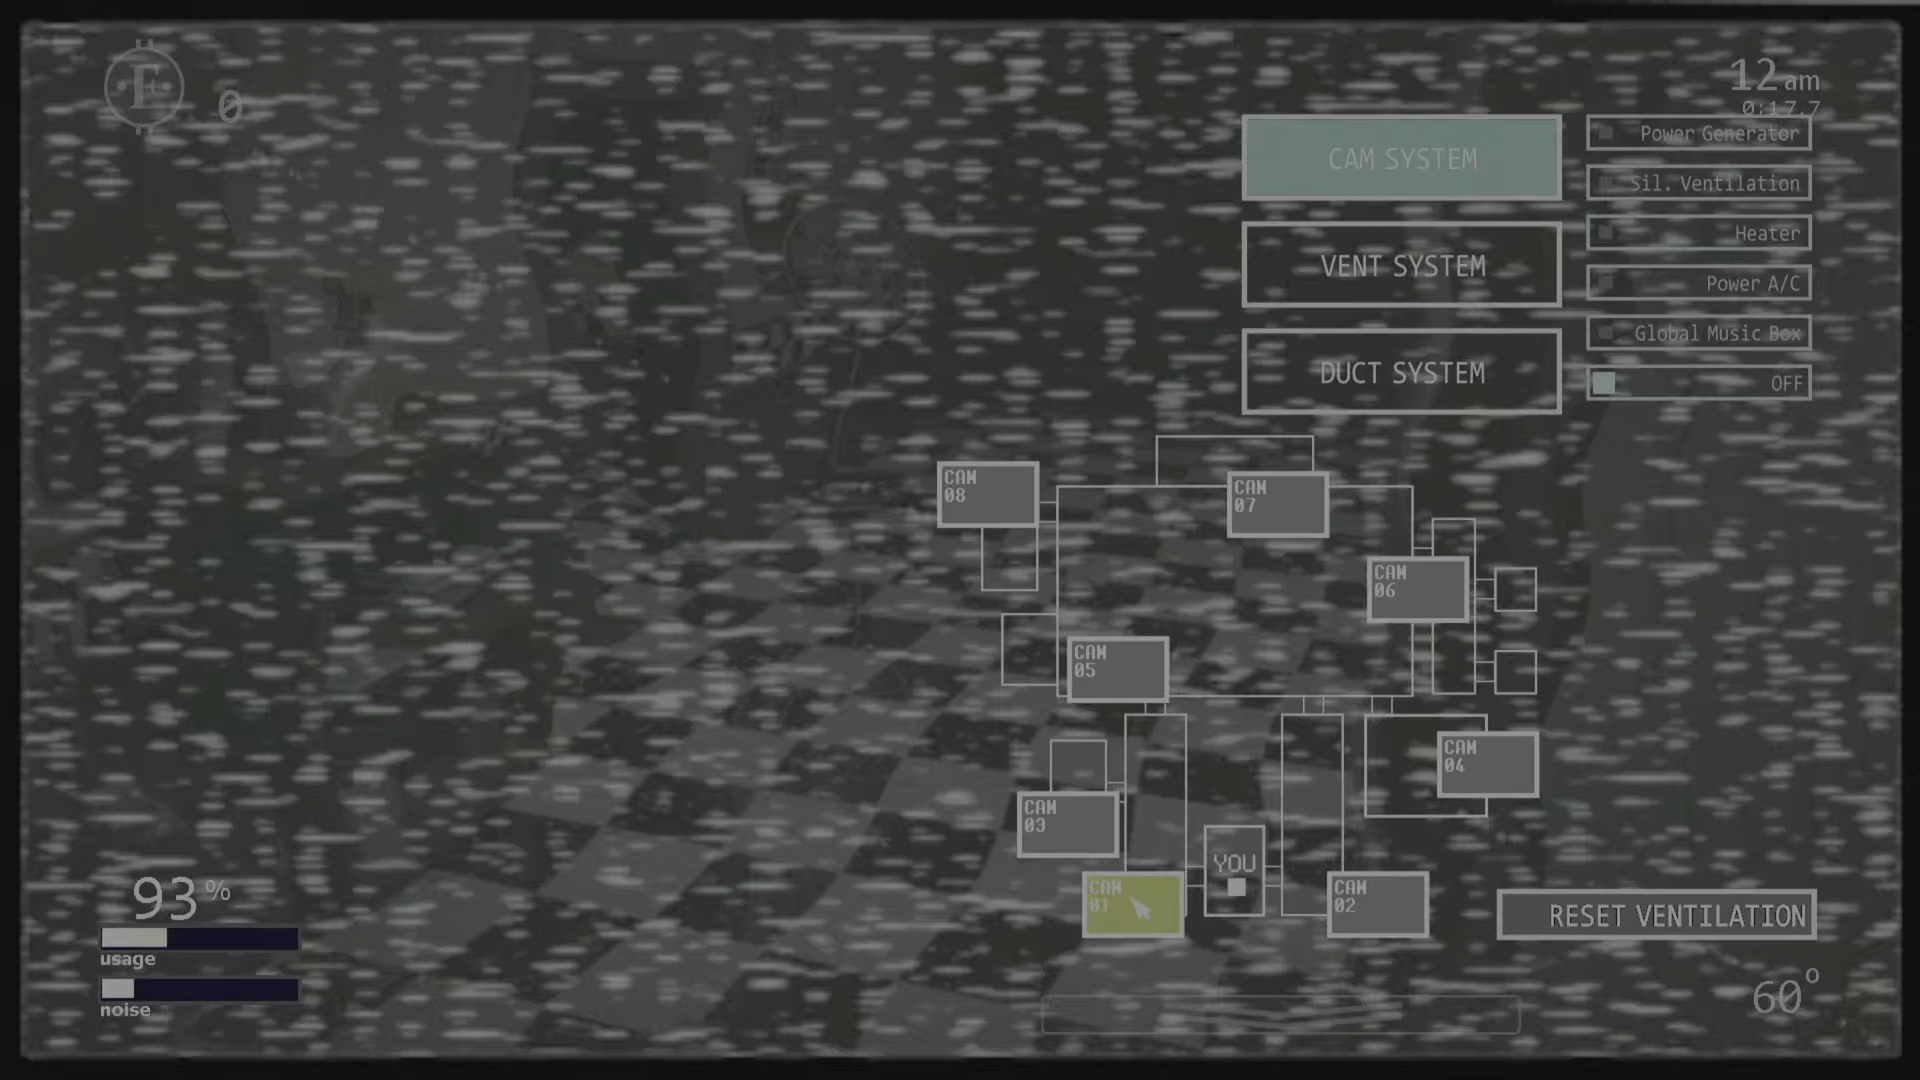 F
0
12 am
0:17.7
CAM SYSTEM
Power Generator
Sil. Ventilation
VENT SYSTEM
Heater
Power A/C
DUCT SYSTEM
Global Music Box
OFF
CAM
08
CAM
07
CAM
06
CAM
05
CAM
04
CAM
03
YOU
CAM
01
CAM
02
93 %
usage
noise
RESET VENTILATION
60°